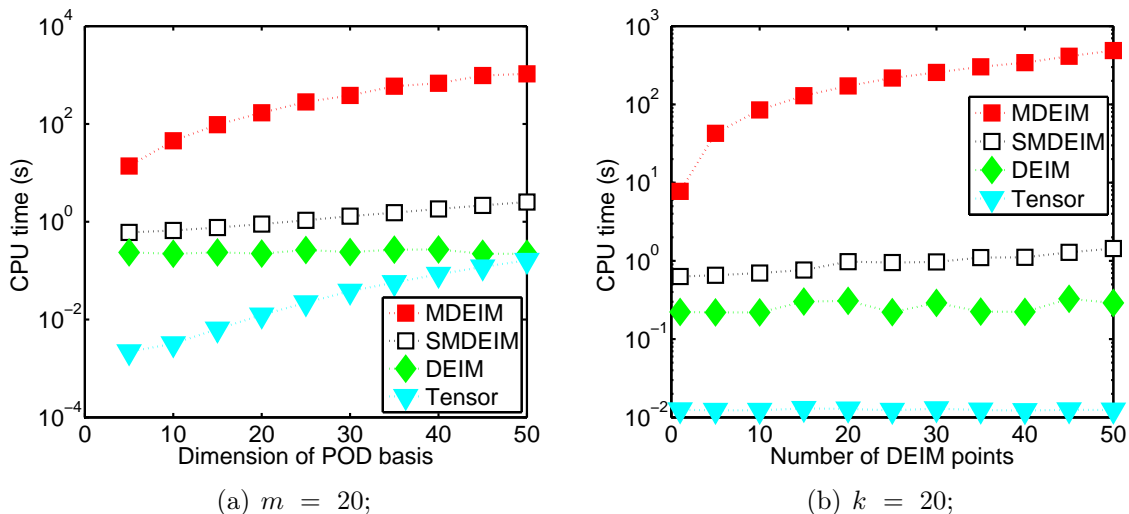 10^4
10^2
10^0
10^−2
10^−4
CPU time (s)
0 10 20 30 40 50
Dimension of POD basis
MDEIM
SMDEIM
DEIM
Tensor
(a) m = 20;
10^3
10^2
10^1
10^0
10^−1
10^−2
CPU time (s)
0 10 20 30 40 50
Number of DEIM points
MDEIM
SMDEIM
DEIM
Tensor
(b) k = 20;